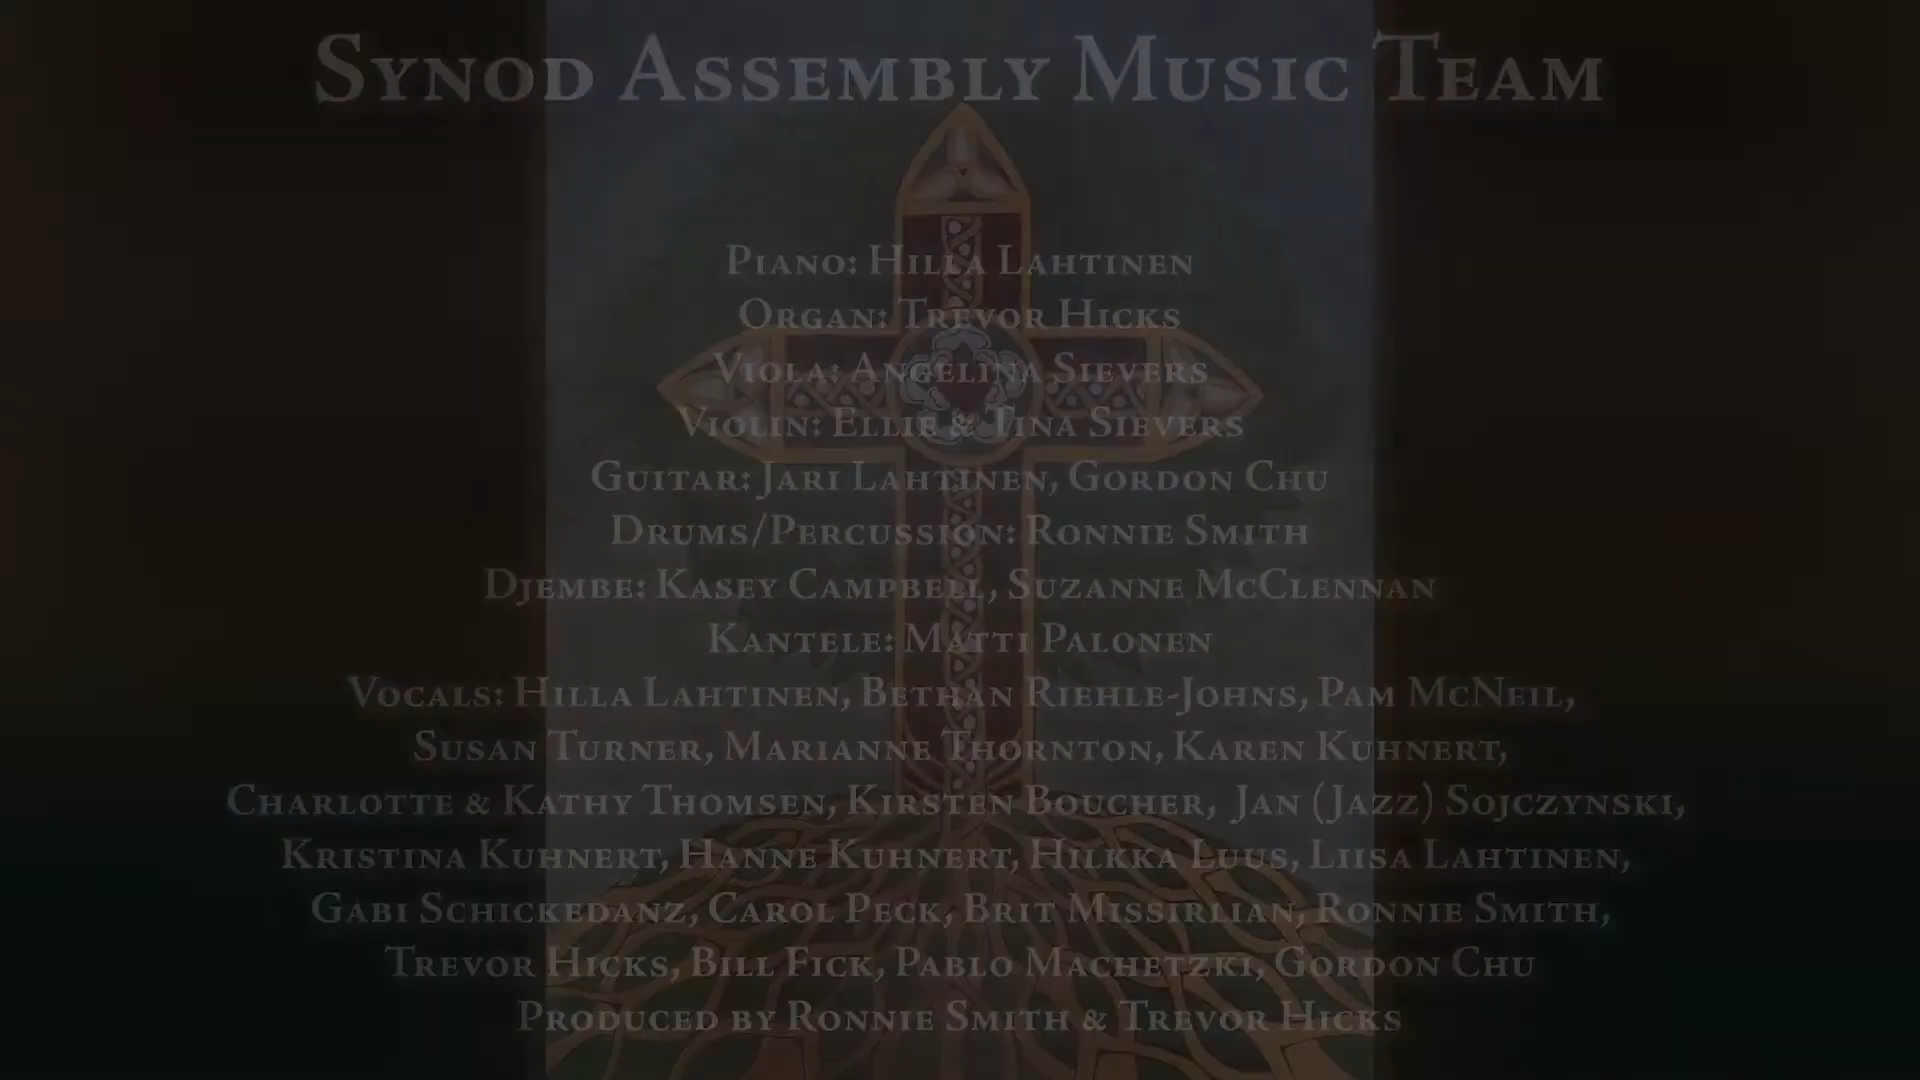 Synod Assembly Music Team
Piano: Hilla Lahtinen
Organ: Trevor Hicks
Viola: Angelina Sievers
Violin: Ellie & Tina Sievers
Guitar: Jari Lahtinen, Gordon Chu
Drums/Percussion: Ronnie Smith
Djembe: Kasey Campbell, Suzanne McClennan
Kantele: Matti Palonen
Vocals: Hilla Lahtinen, Bethan Riehle-Johns, Pam McNeil,
Susan Turner, Marianne Thornton, Karen Kuhnert,
Charlotte & Kathy Thomsen, Kirsten Boucher, Jan (Jazz) Sojczynski,
Kristina Kuhnert, Hanne Kuhnert, Hilkka Luus, Liisa Lahtinen,
Gabi Schickedanz, Carol Peck, Brit Missirlian, Ronnie Smith,
Trevor Hicks, Bill Fick, Pablo Machetzki, Gordon Chu
Produced by Ronnie Smith & Trevor Hicks